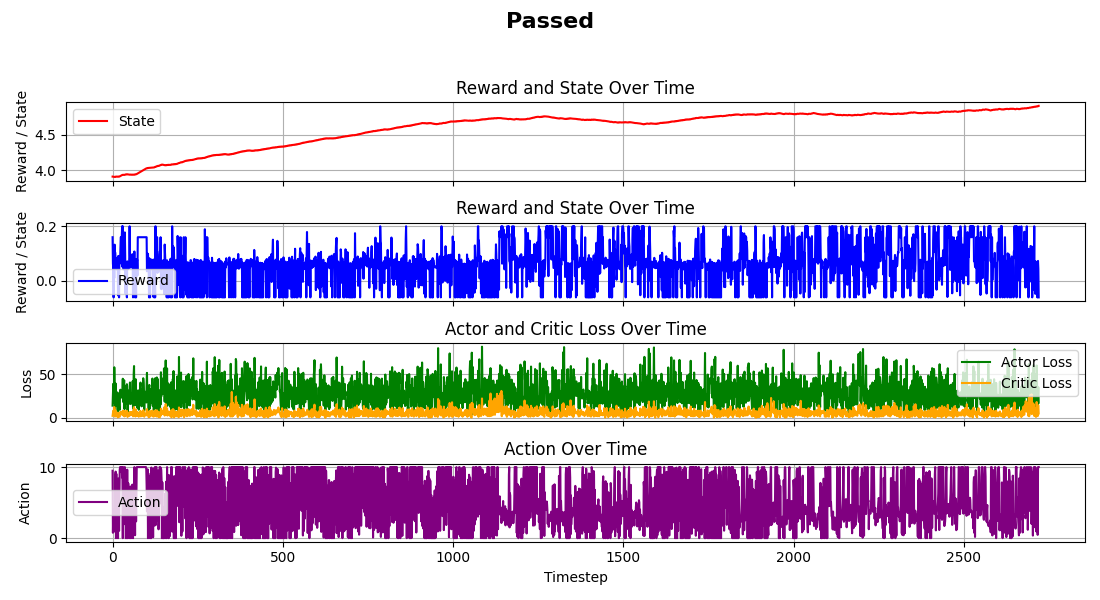 Passed
Reward and State Over Time
Reward / State
4.5
4.0
State
Reward and State Over Time
Reward / State
0.2
0.0
Reward
Actor and Critic Loss Over Time
Loss
50
0
Actor Loss
Critic Loss
Action Over Time
Action
10
0
Action
0 500 1000 1500 2000 2500
Timestep